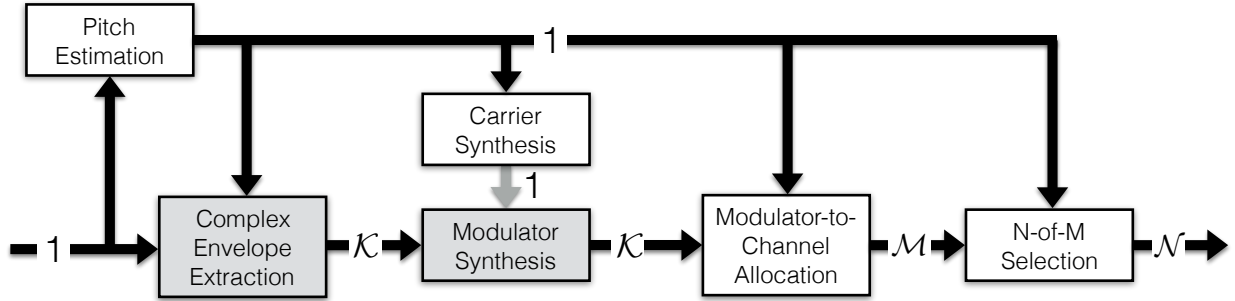 Pitch
Estimation
1
Carrier
Synthesis
1
1
Complex
Envelope
Extraction
K
Modulator
Synthesis
K
Modulator-to-
Channel
Allocation
M
N-of-M
Selection
N